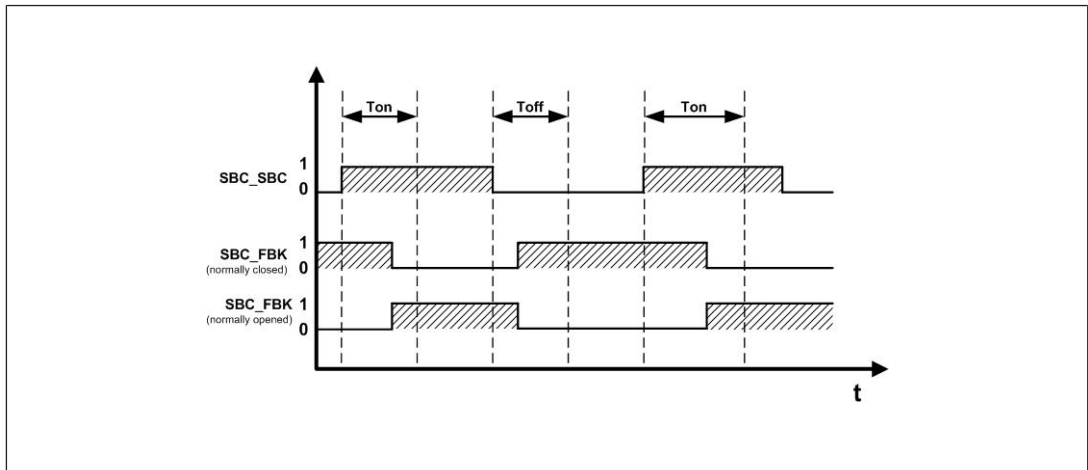 Ton Toff Ton
SBC_SBC 1
0
SBC_FBK 1
(normally closed) 0
SBC_FBK 1
(normally opened) 0
t